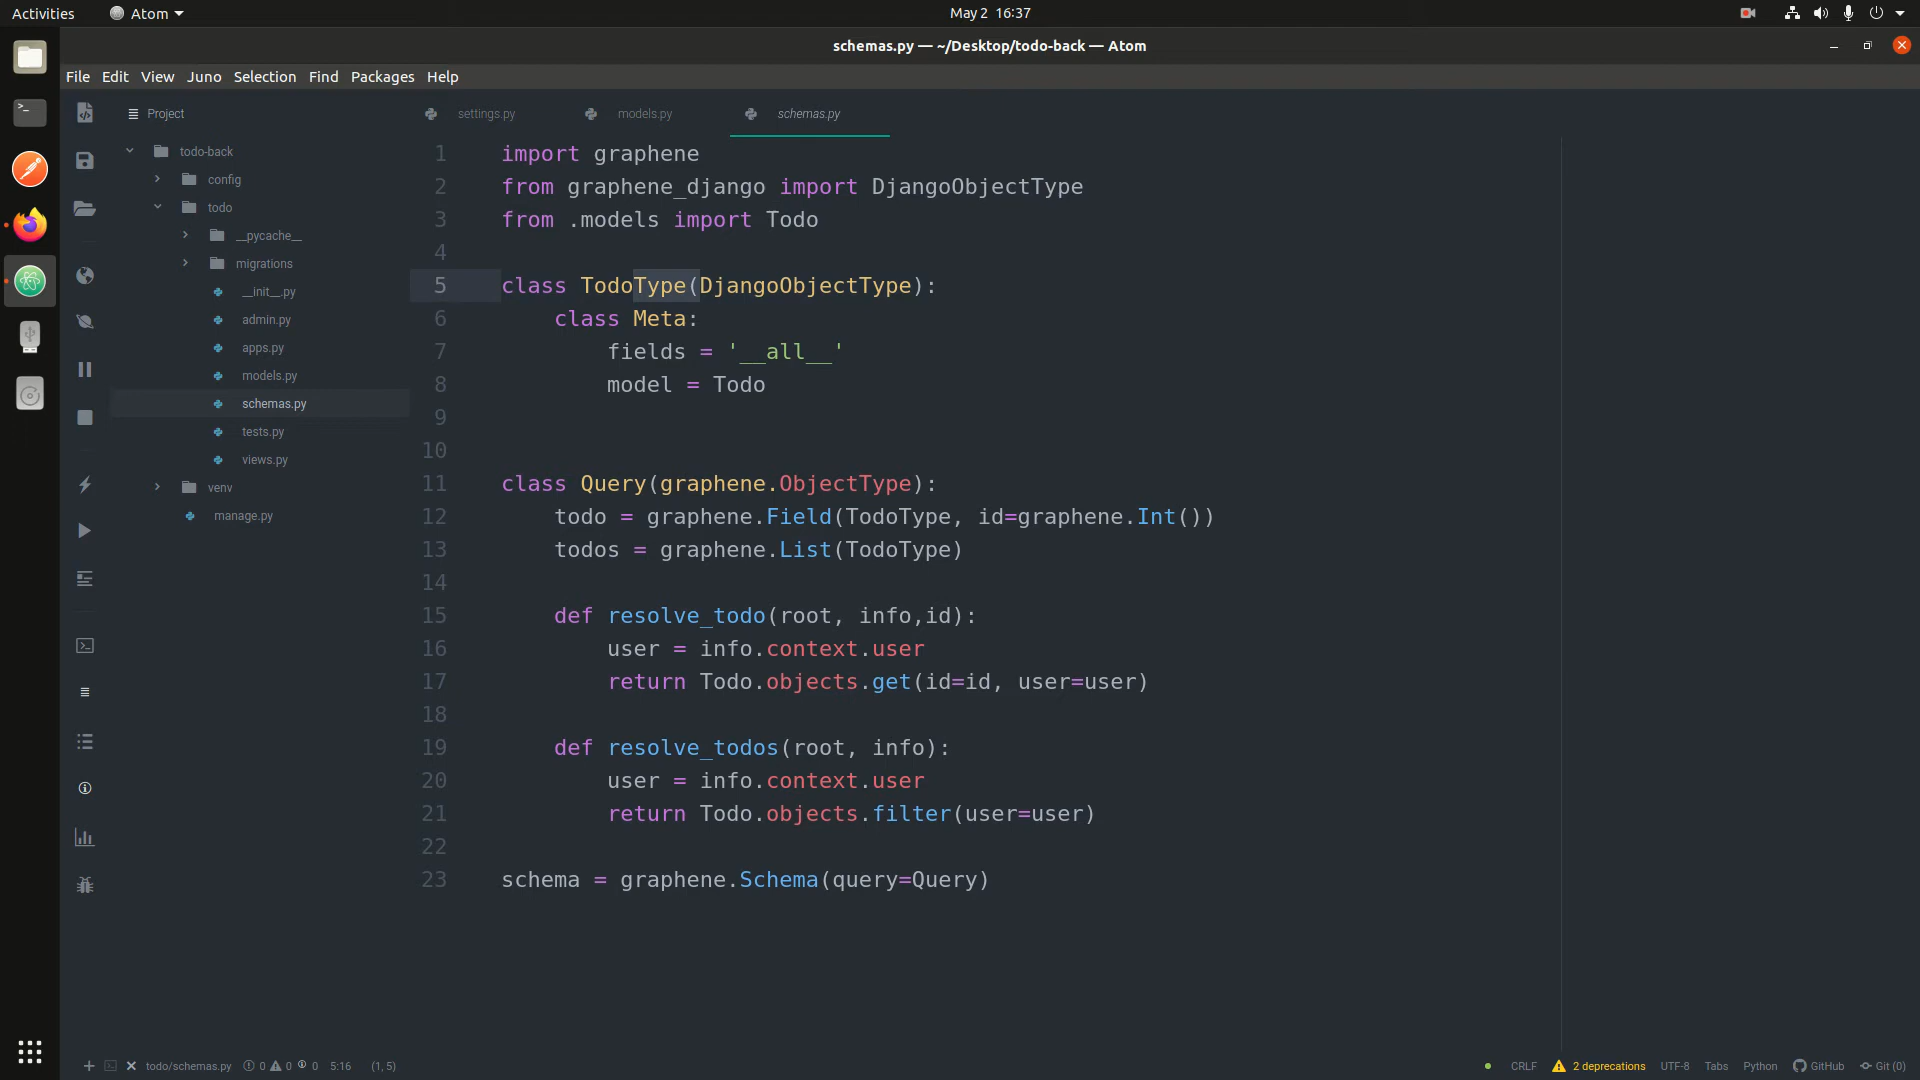 Activities
Atom
May 2 16:37
schemas.py — ~/Desktop/todo-back — Atom
File Edit View Juno Selection Find Packages Help
Project
settings.py
models.py
schemas.py
todo-back
config
todo
__pycache__
migrations
__init__.py
admin.py
apps.py
models.py
schemas.py
tests.py
views.py
venv
manage.py
1 import graphene
2 from graphene_django import DjangoObjectType
3 from .models import Todo
4
5 class TodoType(DjangoObjectType):
6     class Meta:
7         fields = '__all__'
8         model = Todo
9
10
11 class Query(graphene.ObjectType):
12     todo = graphene.Field(TodoType, id=graphene.Int())
13     todos = graphene.List(TodoType)
14
15     def resolve_todo(root, info,id):
16         user = info.context.user
17         return Todo.objects.get(id=id, user=user)
18
19     def resolve_todos(root, info):
20         user = info.context.user
21         return Todo.objects.filter(user=user)
22
23 schema = graphene.Schema(query=Query)
todo/schemas.py 0 0 0 5:16 (1, 5)
CRLF 2 deprecations UTF-8 Tabs Python GitHub Git (0)